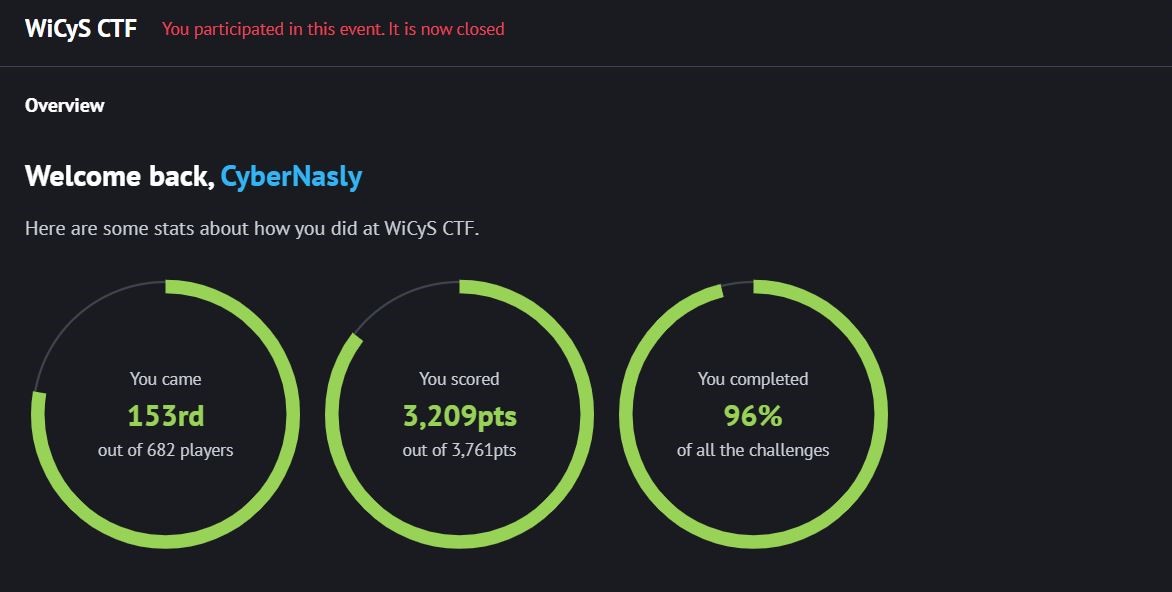 WiCyS CTF You participated in this event. It is now closed
Overview
Welcome back, CyberNasly
Here are some stats about how you did at WiCyS CTF.
You came
153rd
out of 682 players
You scored
3,209pts
out of 3,761pts
You completed
96%
of all the challenges